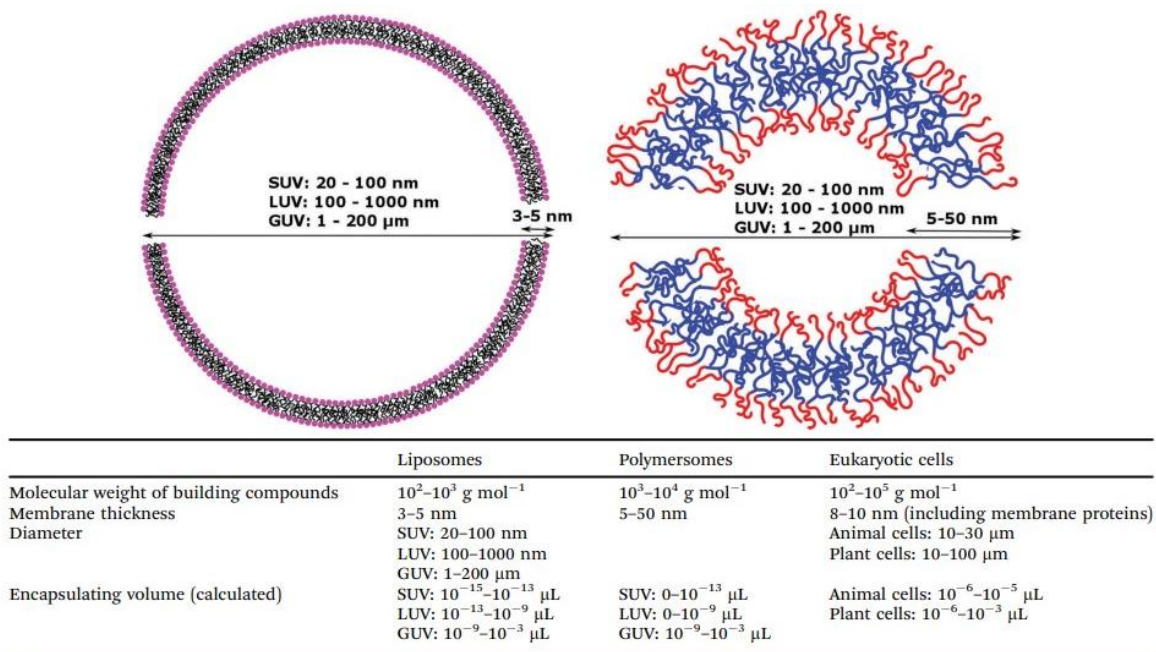 SUV: 20 - 100 nm
LUV: 100 - 1000 nm
GUV: 1 - 200 µm
3-5 nm
SUV: 20 - 100 nm
LUV: 100 - 1000 nm
GUV: 1 - 200 µm
5-50 nm
Liposomes Polymersomes Eukaryotic cells
Molecular weight of building compounds 10²–10³ g mol⁻¹ 10³–10⁴ g mol⁻¹ 10²–10⁵ g mol⁻¹
Membrane thickness 3–5 nm 5–50 nm 8–10 nm (including membrane proteins)
Diameter SUV: 20–100 nm Animal cells: 10–30 µm
LUV: 100–1000 nm Plant cells: 10–100 µm
GUV: 1–200 µm
Encapsulating volume (calculated) SUV: 10⁻¹⁵–10⁻¹³ µL SUV: 0–10⁻¹³ µL Animal cells: 10⁻⁶–10⁻⁵ µL
LUV: 10⁻¹³–10⁻⁹ µL LUV: 0–10⁻⁹ µL Plant cells: 10⁻⁶–10⁻³ µL
GUV: 10⁻⁹–10⁻³ µL GUV: 10⁻⁹–10⁻³ µL